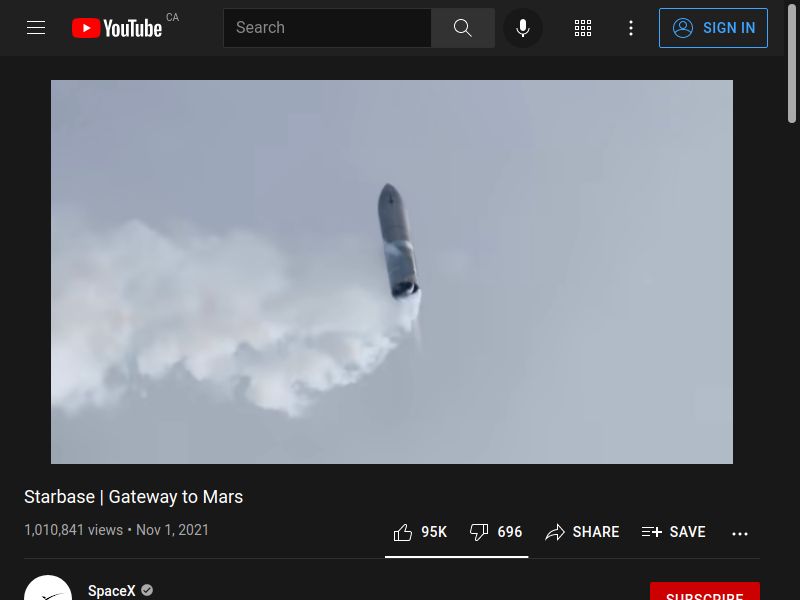 YouTube CA
Search
SIGN IN
Starbase | Gateway to Mars
1,010,841 views • Nov 1, 2021
95K
696
SHARE
SAVE
SpaceX
SUBSCRIBE